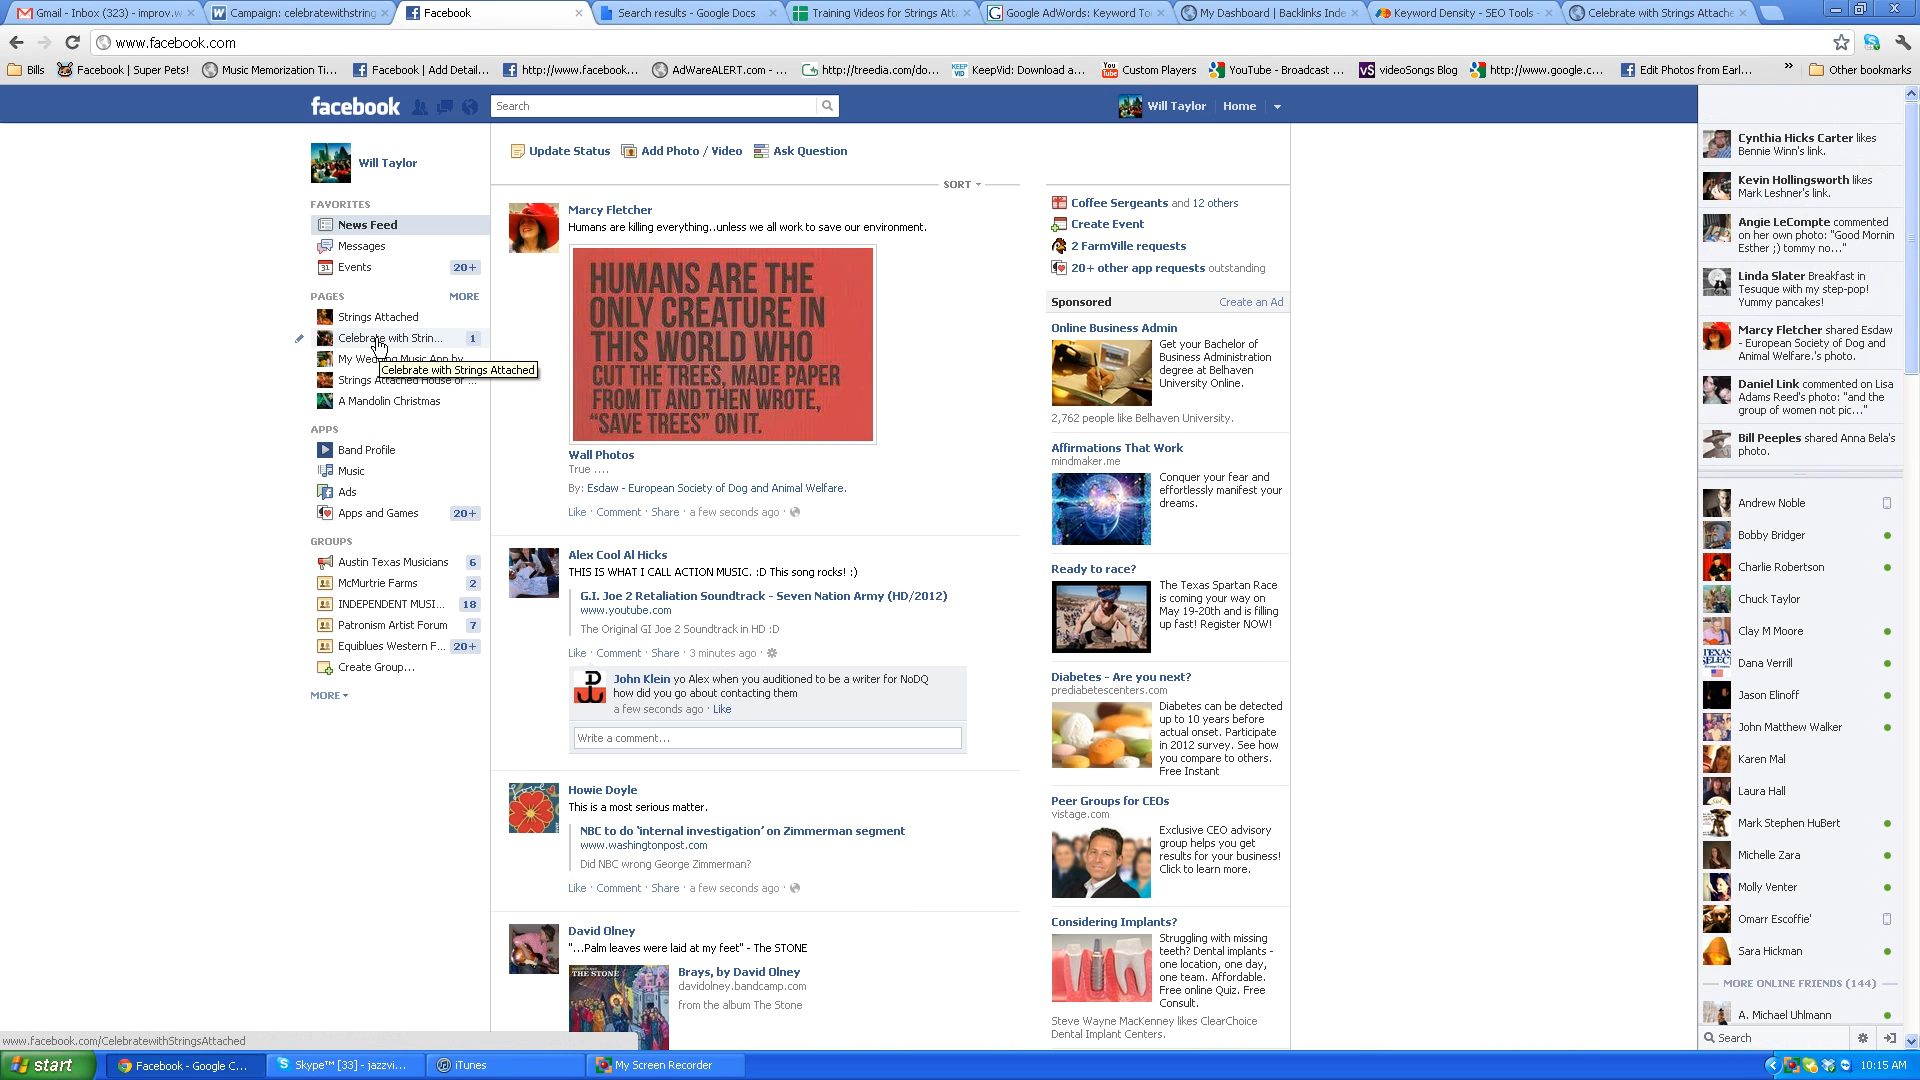 Gmail - Inbox (323) - improv.w
Campaign: celebratewithstring
Facebook
Search results - Google Docs
Training Videos for Strings Att
Google AdWords: Keyword To
My Dashboard | Backlinks Inde
Keyword Density - SEO Tools -
Celebrate with Strings Attache
www.facebook.com
Bills
Facebook | Super Pets!
Music Memorization Ti...
Facebook | Add Detail...
http://www.facebook...
AdWareALERT.com - ...
http://treedia.com/do...
KeepVid: Download a...
Custom Players
YouTube - Broadcast ...
videoSongs Blog
http://www.google.c...
Edit Photos from Earl...
»
Other bookmarks
facebook
Search
Will Taylor
Home
Will Taylor
FAVORITES
News Feed
Messages
Events 20+
PAGES MORE
Strings Attached
Celebrate with Strin... 1
My Wedding Music App by
Celebrate with Strings Attached
Strings Attached House of ...
A Mandolin Christmas
APPS
Band Profile
Music
Ads
Apps and Games 20+
GROUPS
Austin Texas Musicians 6
McMurtrie Farms 2
INDEPENDENT MUSI... 18
Patronism Artist Forum 7
Equiblues Western F... 20+
Create Group...
MORE
Update Status
Add Photo / Video
Ask Question
SORT
Marcy Fletcher
Humans are killing everything..unless we all work to save our environment.
HUMANS ARE THE
ONLY CREATURE IN
THIS WORLD WHO
CUT THE TREES, MADE PAPER
FROM IT AND THEN WROTE,
“SAVE TREES” ON IT.
Wall Photos
True ....
By: Esdaw - European Society of Dog and Animal Welfare.
Like · Comment · Share · a few seconds ago ·
Alex Cool Al Hicks
THIS IS WHAT I CALL ACTION MUSIC. :D This song rocks! :)
G.I. Joe 2 Retaliation Soundtrack - Seven Nation Army (HD/2012)
www.youtube.com
The Original GI Joe 2 Soundtrack in HD :D
Like · Comment · Share · 3 minutes ago ·
John Klein yo Alex when you auditioned to be a writer for NoDQ
how did you go about contacting them
a few seconds ago · Like
Write a comment...
Howie Doyle
This is a most serious matter.
NBC to do ‘internal investigation’ on Zimmerman segment
www.washingtonpost.com
Did NBC wrong George Zimmerman?
Like · Comment · Share · a few seconds ago ·
David Olney
"...Palm leaves were laid at my feet" - The STONE
THE STONE
Brays, by David Olney
davidolney.bandcamp.com
from the album The Stone
Coffee Sergeants and 12 others
Create Event
2 FarmVille requests
20+ other app requests outstanding
Sponsored Create an Ad
Online Business Admin
Get your Bachelor of
Business Administration
degree at Belhaven
University Online.
2,762 people like Belhaven University.
Affirmations That Work
mindmaker.me
Conquer your fear and
effortlessly manifest your
dreams.
Ready to race?
The Texas Spartan Race
is coming your way on
May 19-20th and is filling
up fast! Register NOW!
Diabetes - Are you next?
prediabetescenters.com
Diabetes can be detected
up to 10 years before
actual onset. Participate
in 2012 survey. See how
you compare to others.
Free Instant
Peer Groups for CEOs
vistage.com
Exclusive CEO advisory
group helps you get
results for your business!
Click to learn more.
Considering Implants?
Struggling with missing
teeth? Dental implants -
one location, one day,
one team. Affordable.
Free online Quiz. Free
Consult.
Steve Wayne MacKenney likes ClearChoice
Dental Implant Centers.
Cynthia Hicks Carter likes
Bennie Winn's link.
Kevin Hollingsworth likes
Mark Leshner's link.
Angie LeCompte commented
on her own photo: "Good Mornin
Esther ;) tommy no..."
Linda Slater Breakfast in
Tesuque with my step-pop!
Yummy pancakes!
Marcy Fletcher shared Esdaw
- European Society of Dog and
Animal Welfare.'s photo.
Daniel Link commented on Lisa
Adams Reed's photo: "and the
group of women not pic..."
Bill Peeples shared Anna Bela's
photo.
Andrew Noble
Bobby Bridger
Charlie Robertson
Chuck Taylor
Clay M Moore
Dana Verrill
Jason Elinoff
John Matthew Walker
Karen Mal
Laura Hall
Mark Stephen HuBert
Michelle Zara
Molly Venter
Omarr Escoffie'
Sara Hickman
MORE ONLINE FRIENDS (144)
A. Michael Uhlmann
Search
www.facebook.com/CelebratewithStringsAttached
start
Facebook - Google C...
Skype™ [33] - jazzvi...
iTunes
My Screen Recorder
10:15 AM